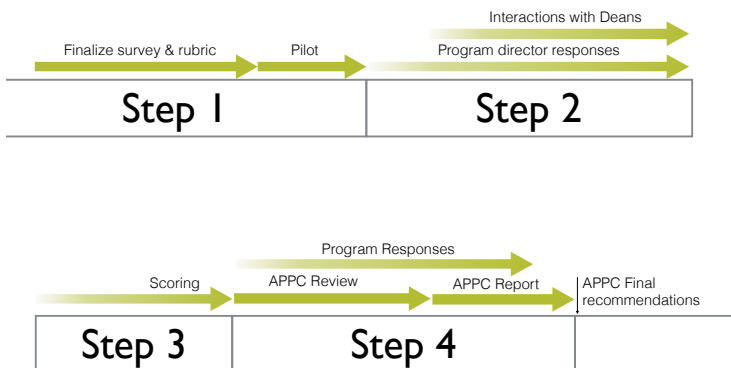 Interactions with Deans
Finalize survey & rubric
Pilot
Program director responses
Step 1
Step 2
Program Responses
Scoring
APPC Review
APPC Report
APPC Final
recommendations
Step 3
Step 4